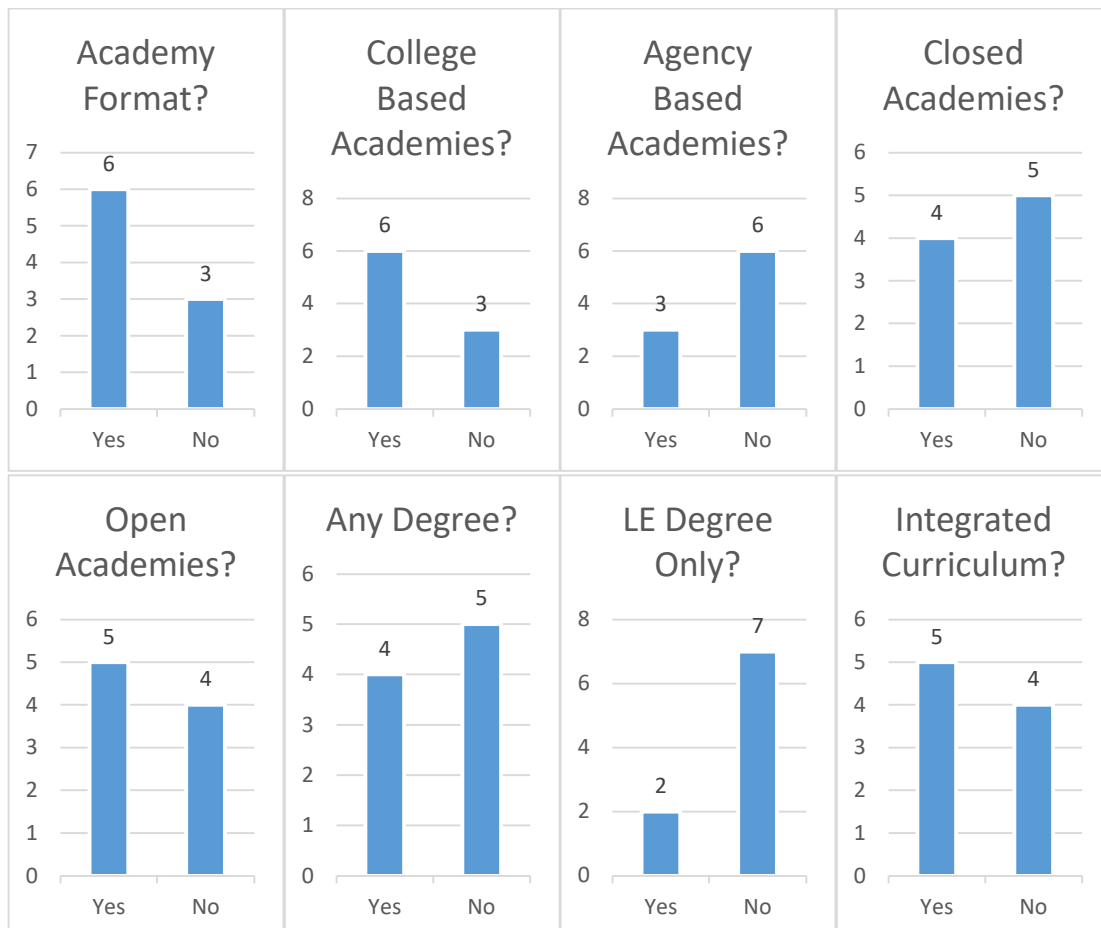 Academy
Format?
7
6
5
4
3
2
1
0
6
3
Yes No
College
Based
Academies?
8
6
4
2
0
6
3
Yes No
Agency
Based
Academies?
8
6
4
2
0
3
6
Yes No
Closed
Academies?
6
5
4
3
2
1
0
4
5
Yes No
Open
Academies?
6
5
4
3
2
1
0
5
4
Yes No
Any Degree?
6
5
4
3
2
1
0
4
5
Yes No
LE Degree
Only?
8
6
4
2
0
2
7
Yes No
Integrated
Curriculum?
6
5
4
3
2
1
0
5
4
Yes No